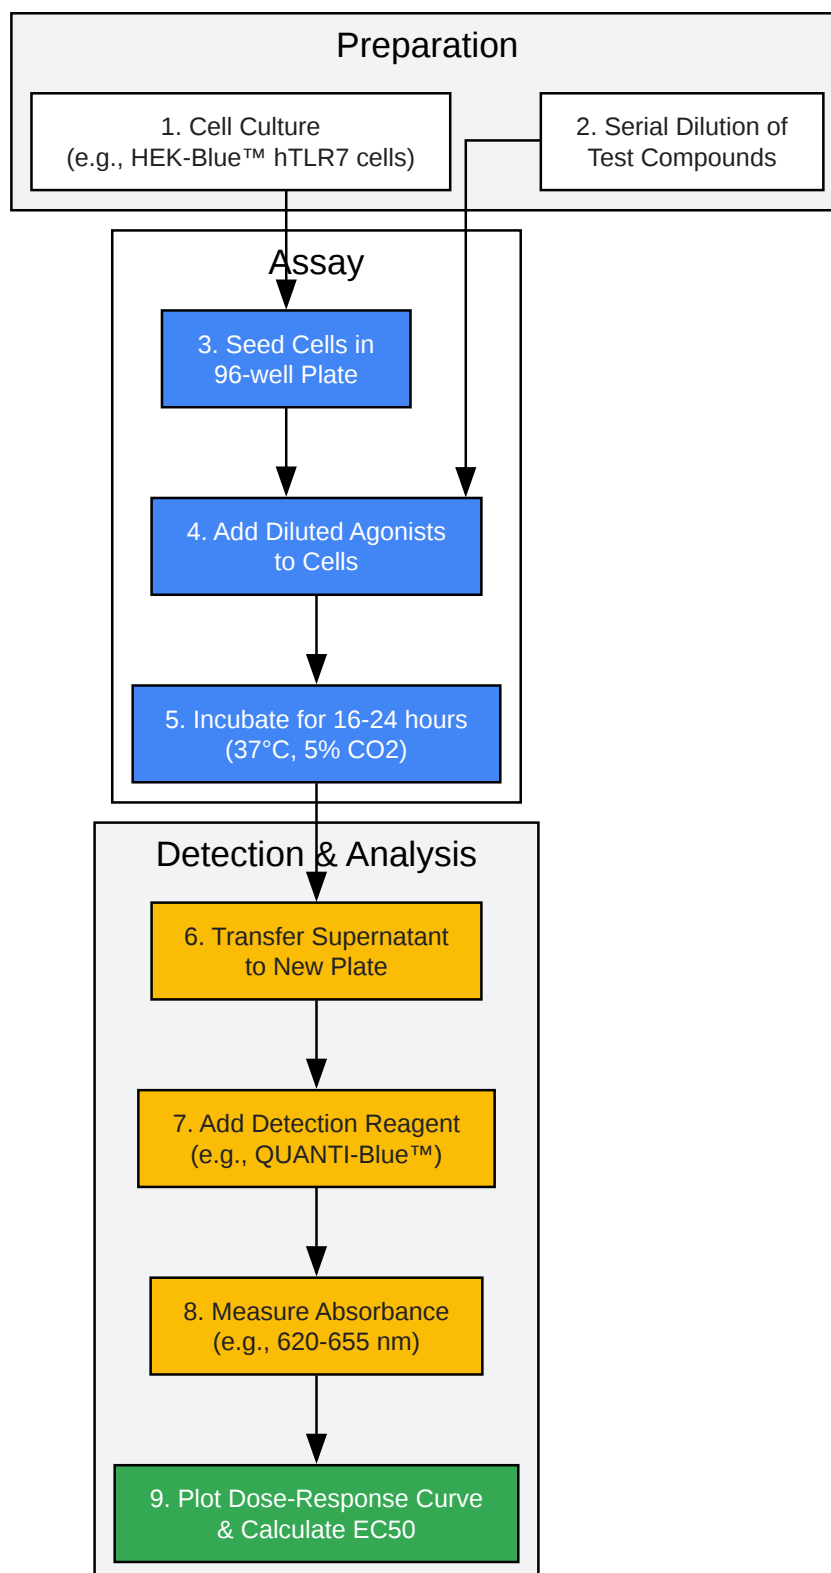 Preparation
1. Cell Culture
(e.g., HEK-Blue™ hTLR7 cells)
2. Serial Dilution of
Test Compounds
Assay
3. Seed Cells in
96-well Plate
4. Add Diluted Agonists
to Cells
5. Incubate for 16-24 hours
(37°C, 5% CO2)
Detection & Analysis
6. Transfer Supernatant
to New Plate
7. Add Detection Reagent
(e.g., QUANTI-Blue™)
8. Measure Absorbance
(e.g., 620-655 nm)
9. Plot Dose-Response Curve
& Calculate EC50